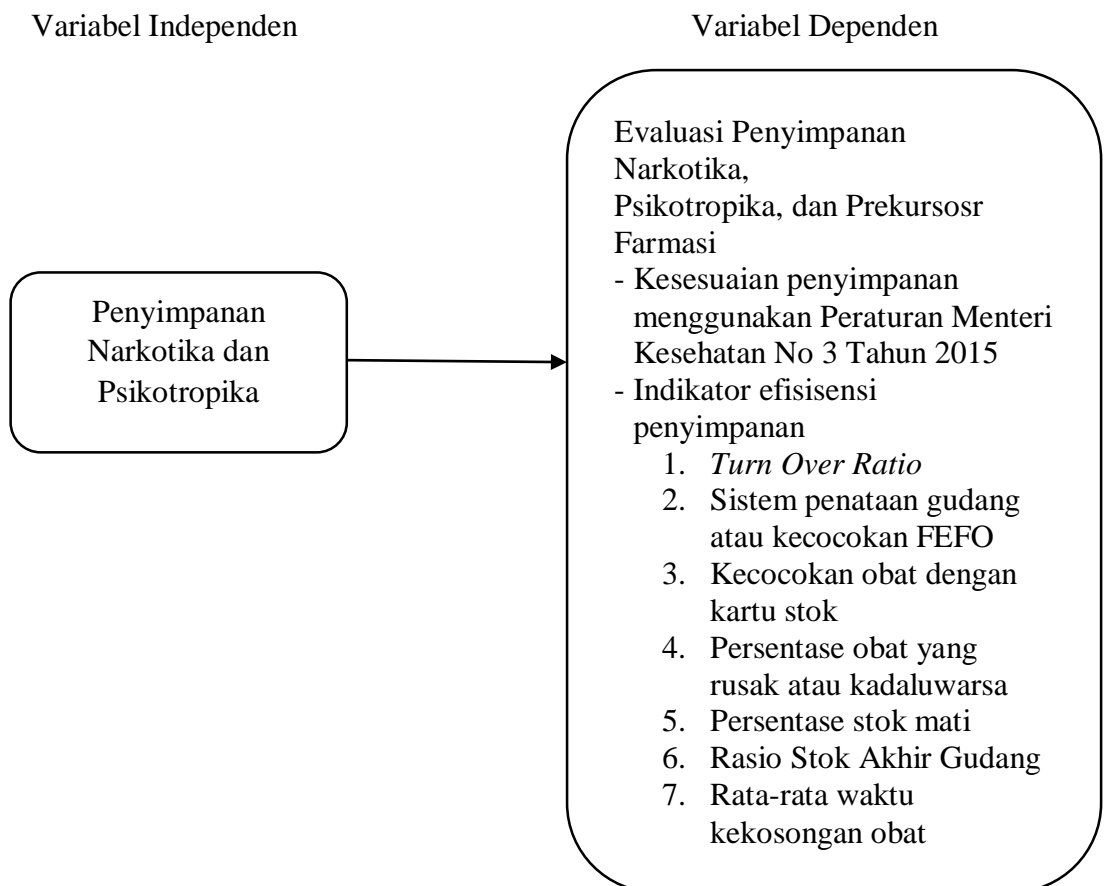 Variabel Independen
Variabel Dependen
Penyimpanan
Narkotika dan
Psikotropika
Evaluasi Penyimpanan
Narkotika,
Psikotropika, dan Prekursosr
Farmasi
- Kesesuaian penyimpanan
menggunakan Peraturan Menteri
Kesehatan No 3 Tahun 2015
- Indikator efisisensi
penyimpanan
1. Turn Over Ratio
2. Sistem penataan gudang
atau kecocokan FEFO
3. Kecocokan obat dengan
kartu stok
4. Persentase obat yang
rusak atau kadaluwarsa
5. Persentase stok mati
6. Rasio Stok Akhir Gudang
7. Rata-rata waktu
kekosongan obat